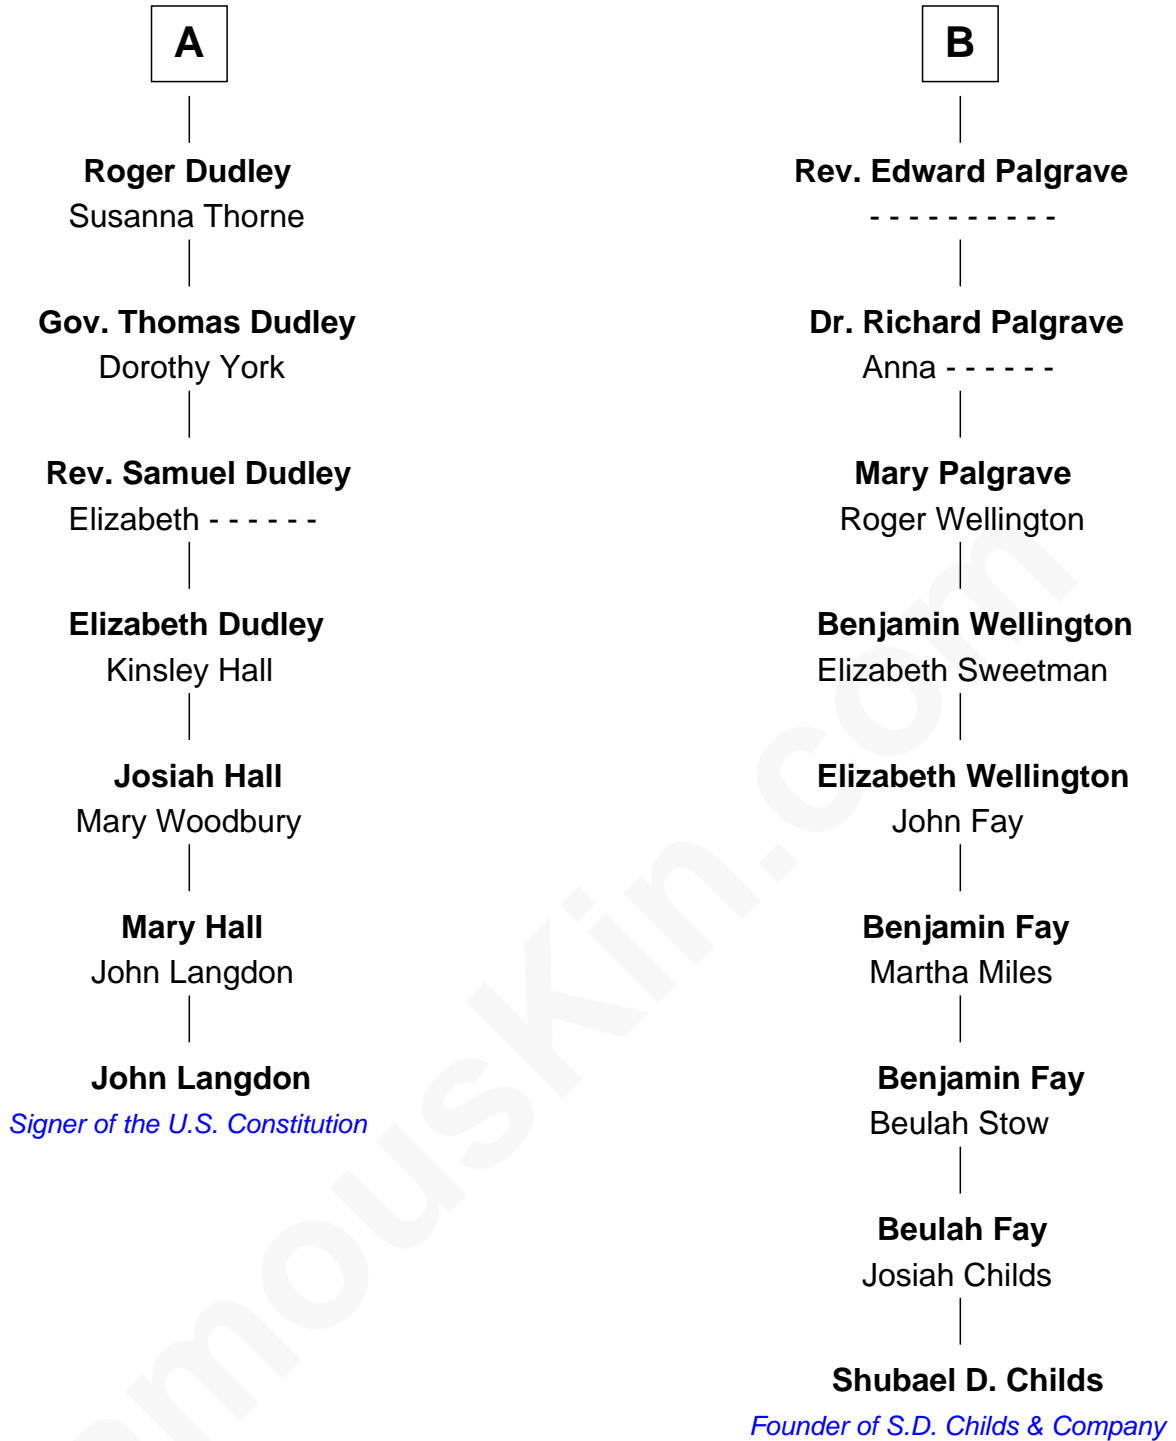 A
Roger Dudley
Susanna Thorne
Gov. Thomas Dudley
Dorothy York
Rev. Samuel Dudley
Elizabeth - - - - - -
Elizabeth Dudley
Kinsley Hall
Josiah Hall
Mary Woodbury
Mary Hall
John Langdon
John Langdon
Signer of the U.S. Constitution
B
Rev. Edward Palgrave
- - - - - - - - - -
Dr. Richard Palgrave
Anna - - - - - -
Mary Palgrave
Roger Wellington
Benjamin Wellington
Elizabeth Sweetman
Elizabeth Wellington
John Fay
Benjamin Fay
Martha Miles
Benjamin Fay
Beulah Stow
Beulah Fay
Josiah Childs
Shubael D. Childs
Founder of S.D. Childs & Company
amouskin.com